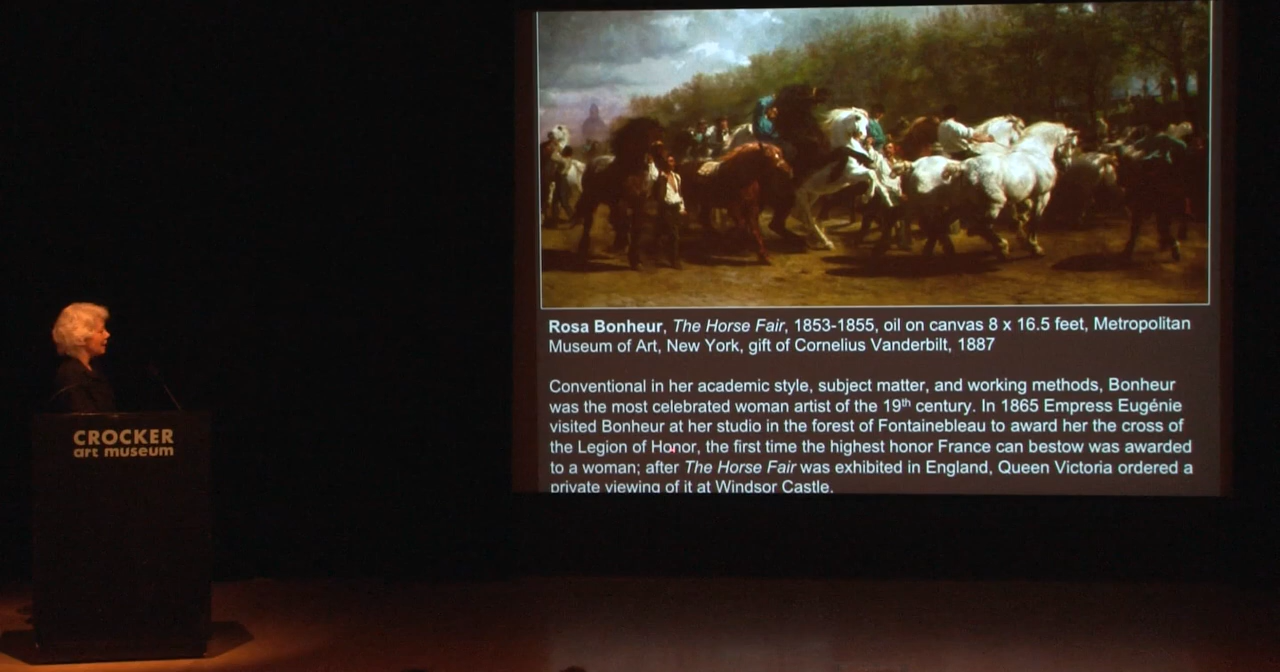 Rosa Bonheur, The Horse Fair, 1853-1855, oil on canvas 8 x 16.5 feet, Metropolitan
Museum of Art, New York, gift of Cornelius Vanderbilt, 1887
Conventional in her academic style, subject matter, and working methods, Bonheur
was the most celebrated woman artist of the 19th century. In 1865 Empress Eugénie
visited Bonheur at her studio in the forest of Fontainebleau to award her the cross of
the Legion of Honor, the first time the highest honor France can bestow was awarded
to a woman; after The Horse Fair was exhibited in England, Queen Victoria ordered a
private viewing of it at Windsor Castle.
CROCKER
art museum